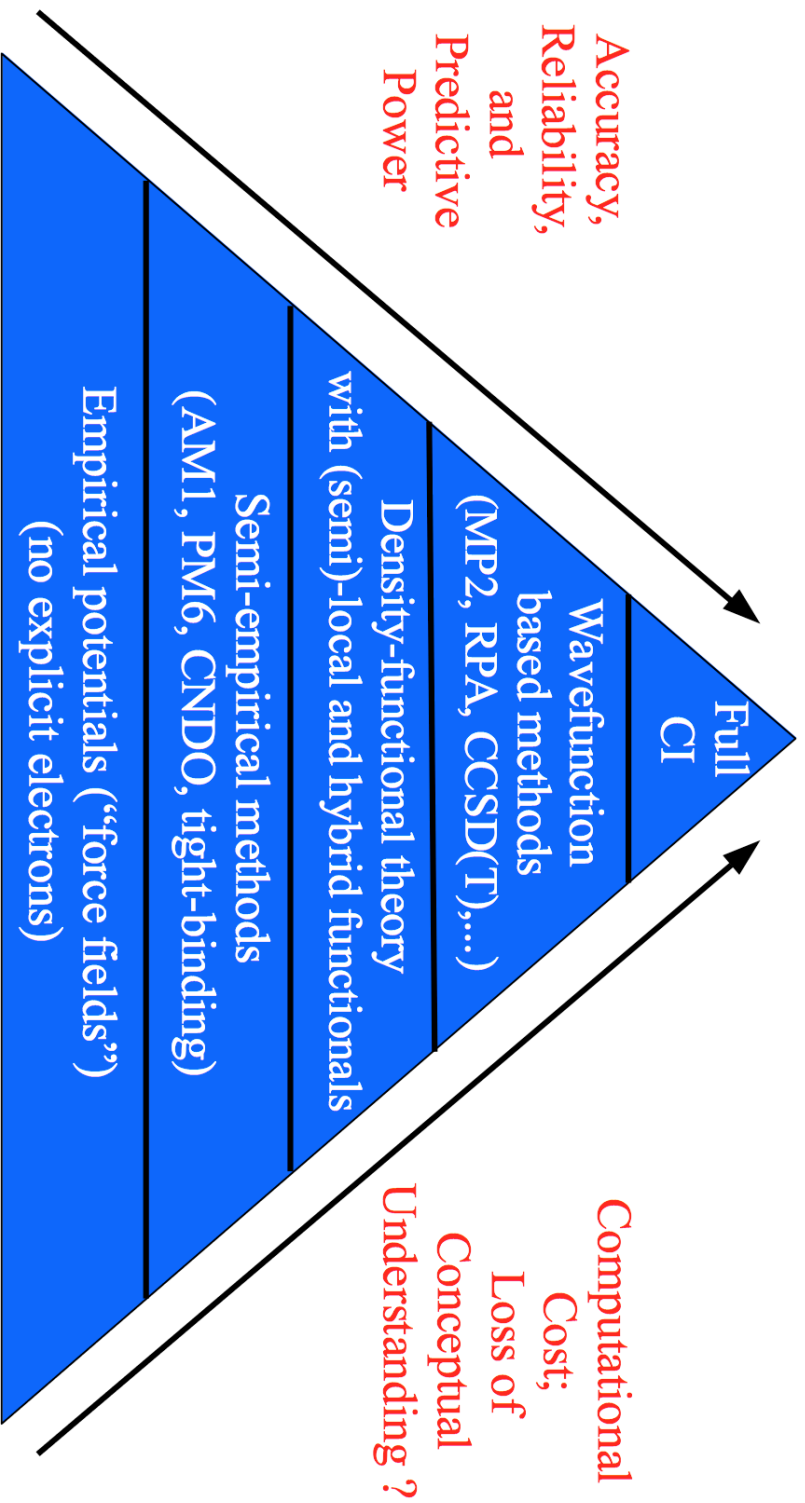 Accuracy,
Reliability,
and
Predictive
Power
Computational
Cost;
Loss of
Conceptual
Understanding ?
Full
CI
Wavefunction
based methods
(MP2, RPA, CCSD(T),...)
Density-functional theory
with (semi)-local and hybrid functionals
Semi-empirical methods
(AM1, PM6, CNDO, tight-binding)
Empirical potentials (“force fields”)
(no explicit electrons)